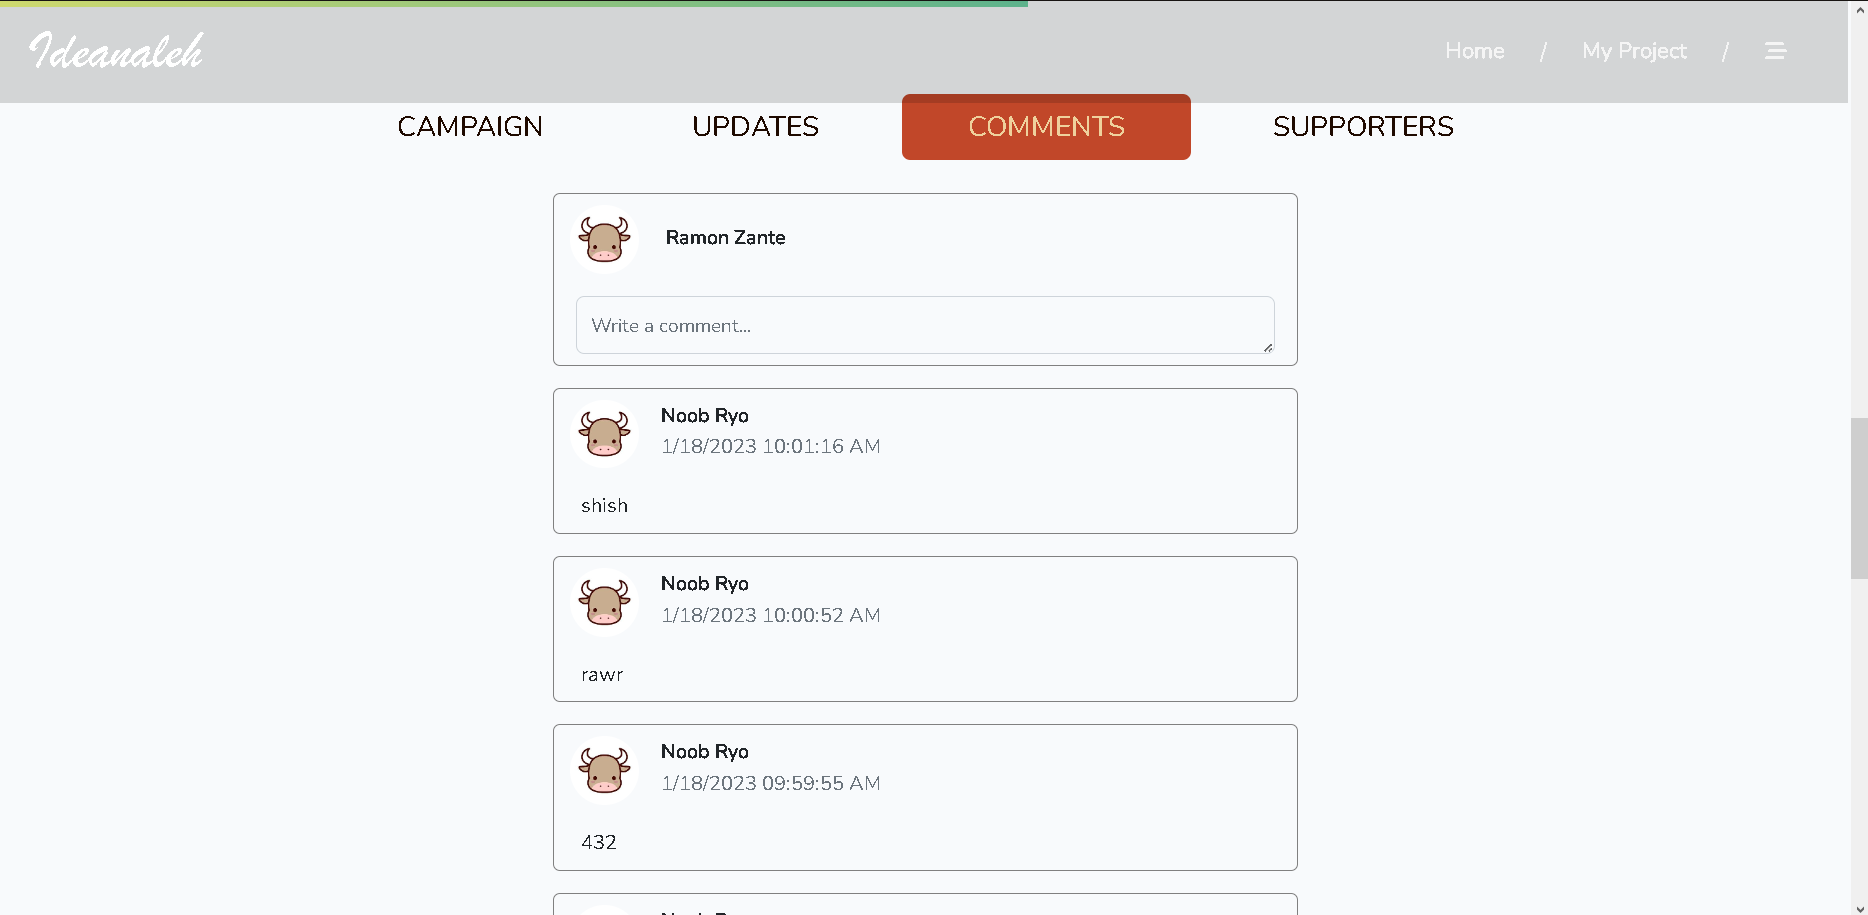 Ideanaleh
Home / My Project /
CAMPAIGN UPDATES COMMENTS SUPPORTERS
Ramon Zante
Write a comment...
Noob Ryo
1/18/2023 10:01:16 AM
shish
Noob Ryo
1/18/2023 10:00:52 AM
rawr
Noob Ryo
1/18/2023 09:59:55 AM
432